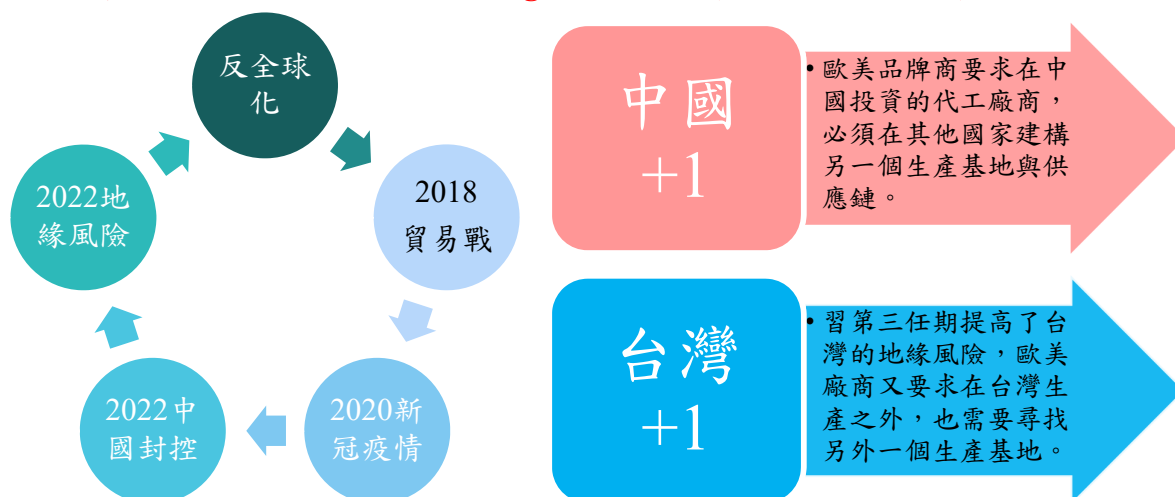 反全球
化
2018
貿易戰
2020新
冠疫情
2022中
國封控
2022地
緣風險
中國
+1
• 歐美品牌商要求在中
國投資的代工廠商，
必須在其他國家建構
另一個生產基地與供
應鏈。
台灣
+1
• 習第三任期提高了台
灣的地緣風險，歐美
廠商又要求在台灣生
產之外，也需要尋找
另外一個生產基地。